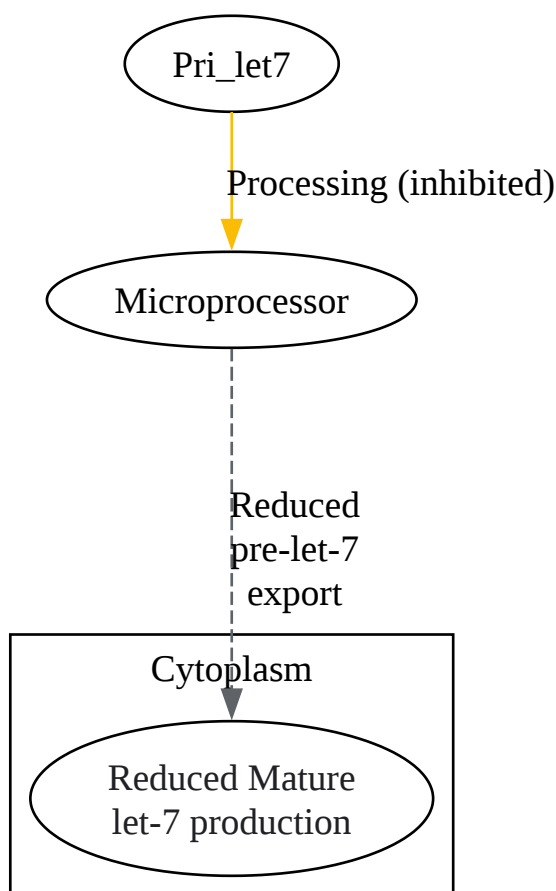 Pri_let7
Processing (inhibited)
Microprocessor
Reduced
pre-let-7
export
Cytoplasm
Reduced Mature
let-7 production